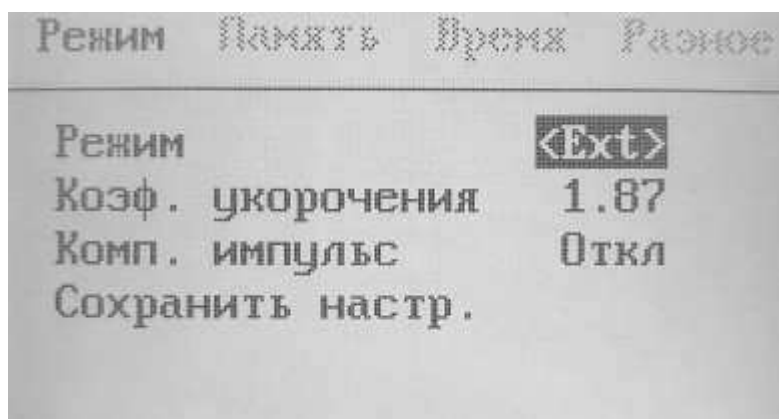 Режим Память Время Разное
Режим <Ext>
Коэф. укорочения 1.87
Комп. импульс Откл
Сохранить настр.